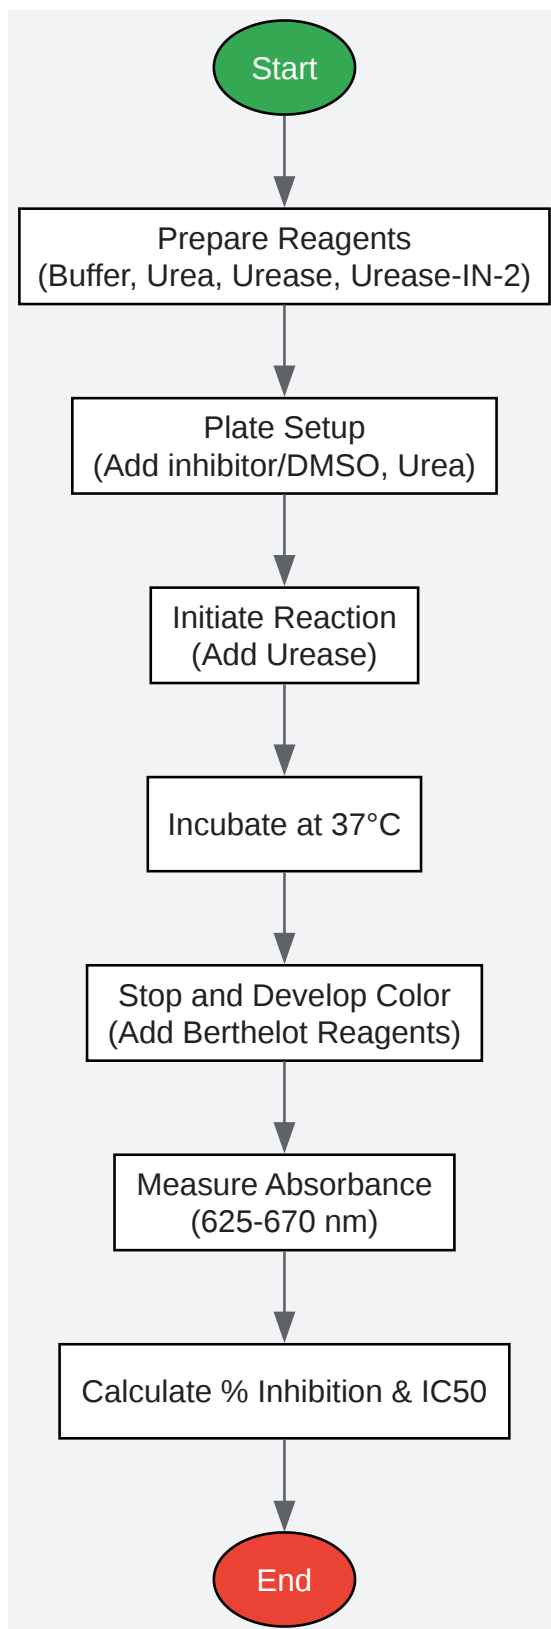 Start
Prepare Reagents
(Buffer, Urea, Urease, Urease-IN-2)
Plate Setup
(Add inhibitor/DMSO, Urea)
Initiate Reaction
(Add Urease)
Incubate at 37°C
Stop and Develop Color
(Add Berthelot Reagents)
Measure Absorbance
(625-670 nm)
Calculate % Inhibition & IC50
End